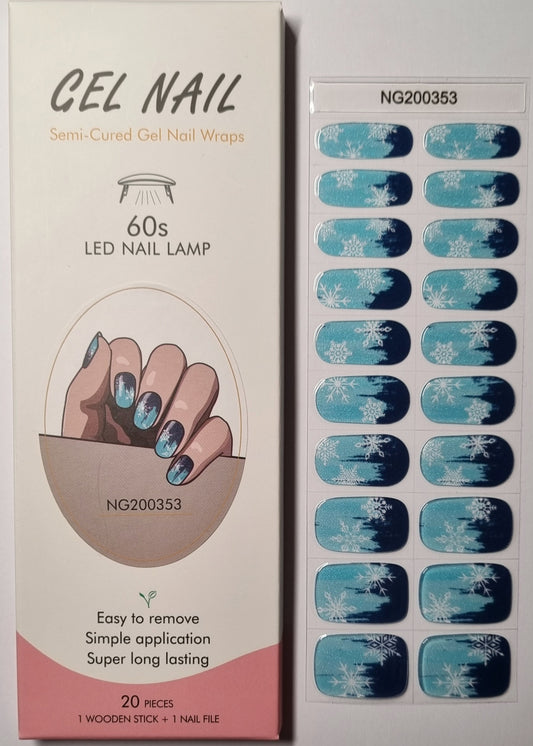 GEL NAIL
Semi-Cured Gel Nail Wraps
60s
LED NAIL LAMP
NG200353
Easy to remove
Simple application
Super long lasting
20 PIECES
1 WOODEN STICK + 1 NAIL FILE
NG200353